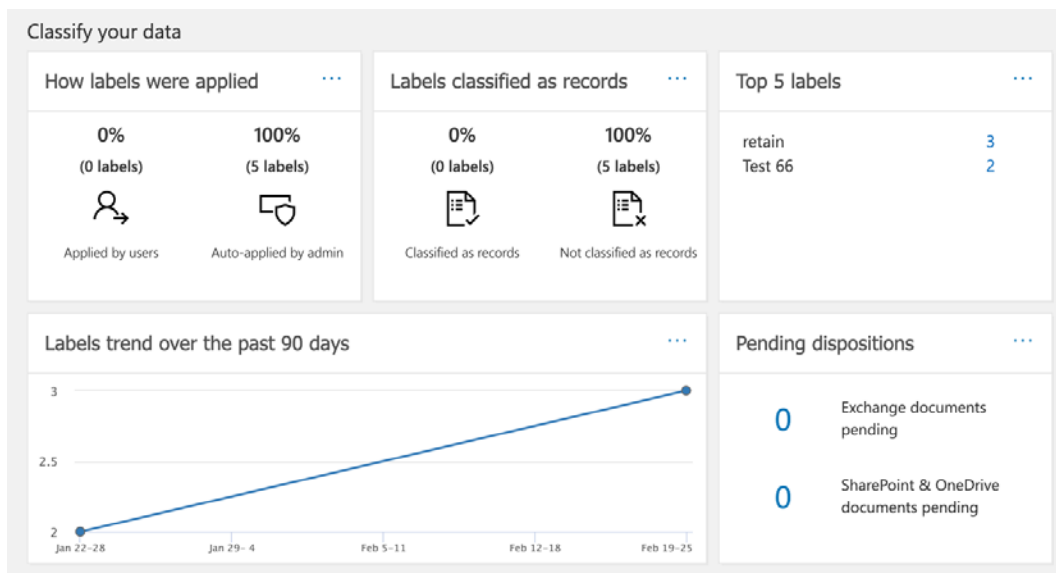 Classify your data
How labels were applied ...
0% 100%
(0 labels) (5 labels)
Applied by users Auto-applied by admin
Labels classified as records ...
0% 100%
(0 labels) (5 labels)
Classified as records Not classified as records
Top 5 labels ...
retain 3
Test 66 2
Labels trend over the past 90 days ...
3
2.5
2
Jan 22-28 Jan 29- 4 Feb 5-11 Feb 12-18 Feb 19-25
Pending dispositions ...
0 Exchange documents
pending
0 SharePoint & OneDrive
documents pending